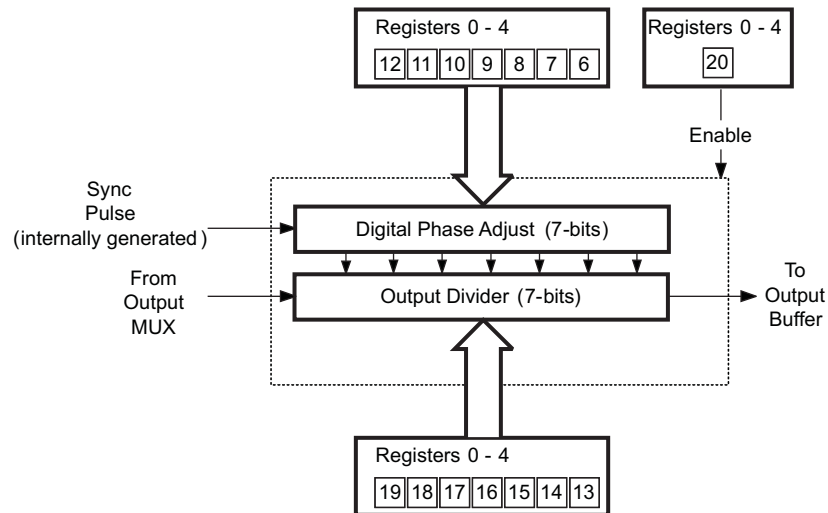 Registers 0 - 4
12 11 10 9 8 7 6
Registers 0 - 4
20
Enable
Sync
Pulse
(internally generated)
Digital Phase Adjust (7-bits)
From
Output
MUX
Output Divider (7-bits)
To
Output
Buffer
Registers 0 - 4
19 18 17 16 15 14 13